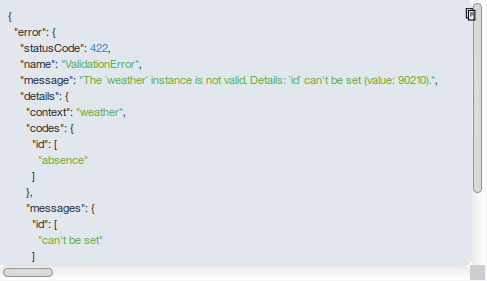 {
"error": {
"statusCode": 422,
"name": "ValidationError",
"message": "The `weather` instance is not valid. Details: `id` can't be set (value: 90210).",
"details": {
"context": "weather",
"codes": {
"id": [
"absence"
]
},
"messages": {
"id": [
"can't be set"
]